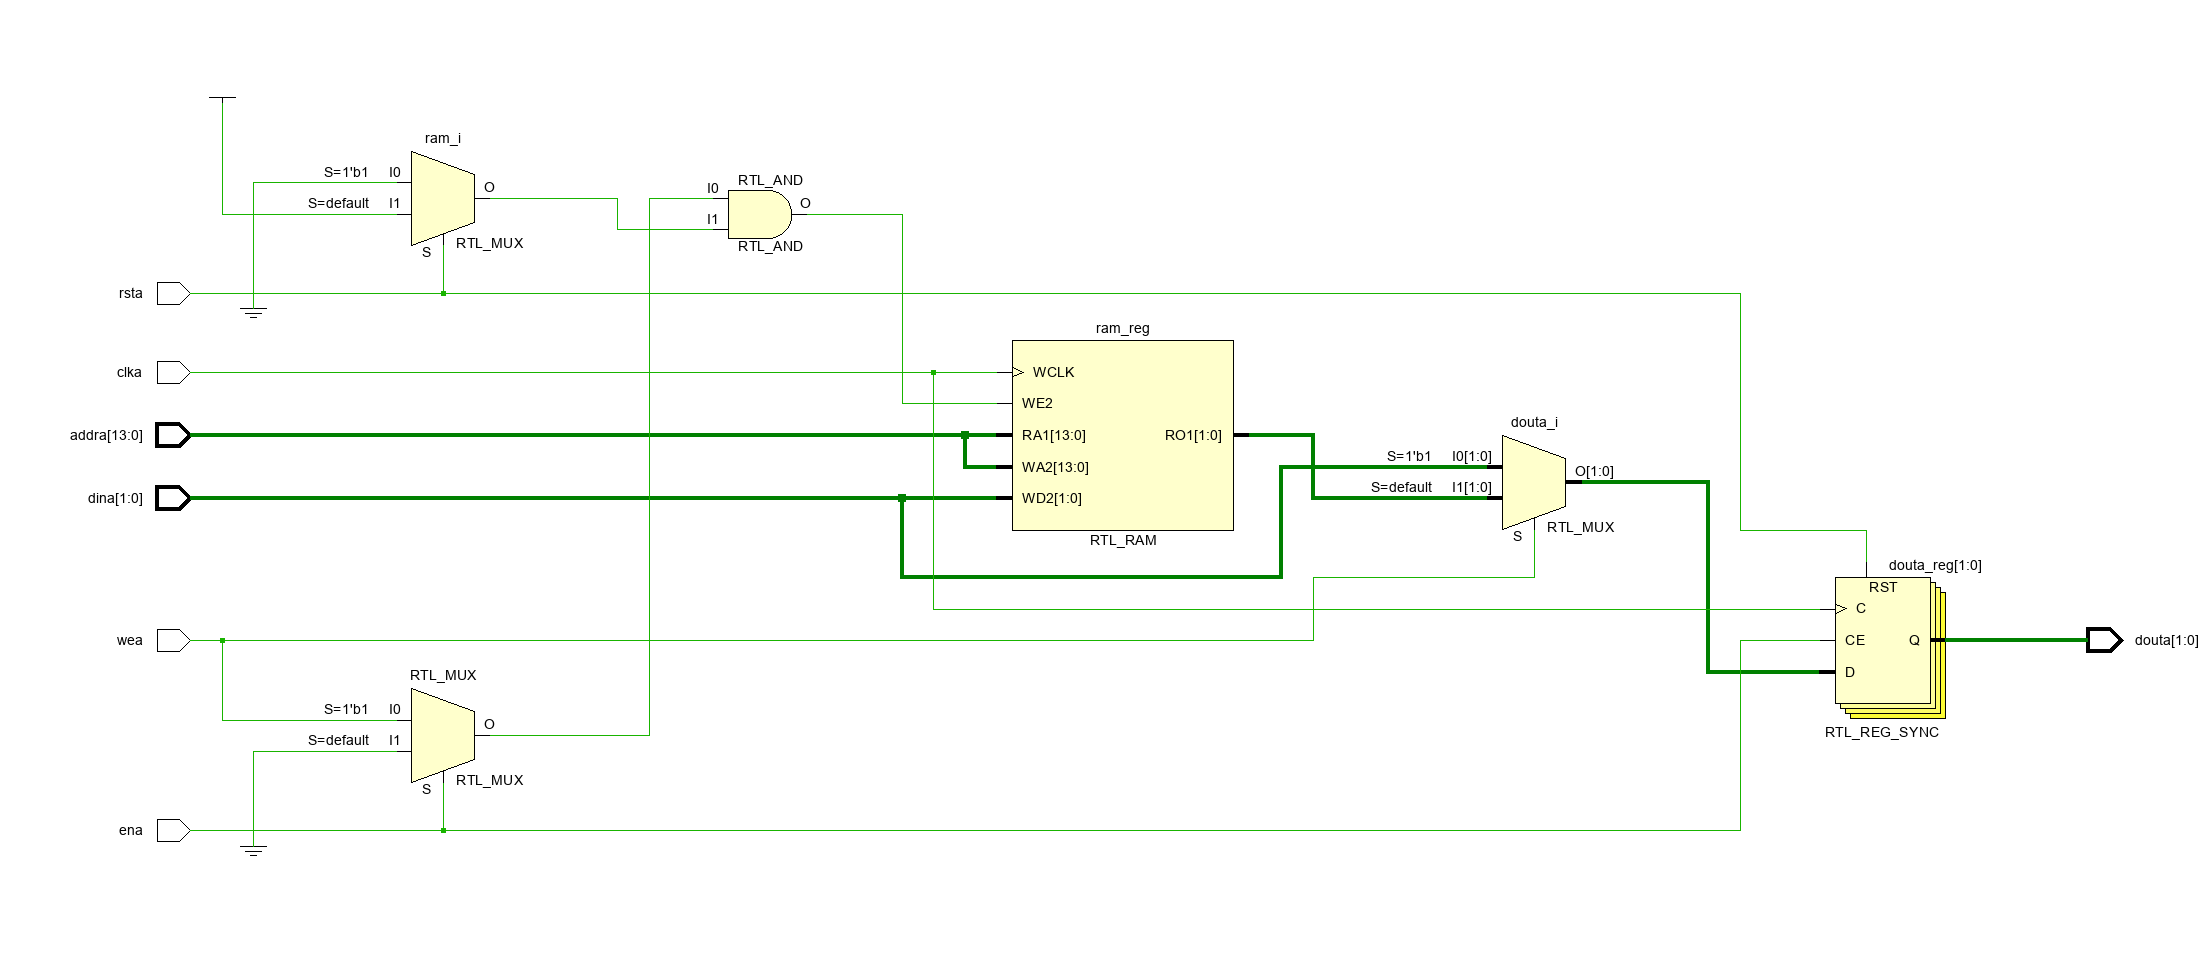 ram_i
S=1'b1 I0
S=default I1
O
S
RTL_MUX
RTL_AND
I0
I1
O
RTL_AND
rsta
clka
addra[13:0]
dina[1:0]
ram_reg
WCLK
WE2
RA1[13:0] RO1[1:0]
WA2[13:0]
WD2[1:0]
RTL_RAM
douta_i
S=1'b1 I0[1:0]
S=default I1[1:0]
O[1:0]
S
RTL_MUX
wea
RTL_MUX
S=1'b1 I0
S=default I1
O
S
RTL_MUX
ena
douta_reg[1:0]
RST
C
CE Q
D
RTL_REG_SYNC
douta[1:0]